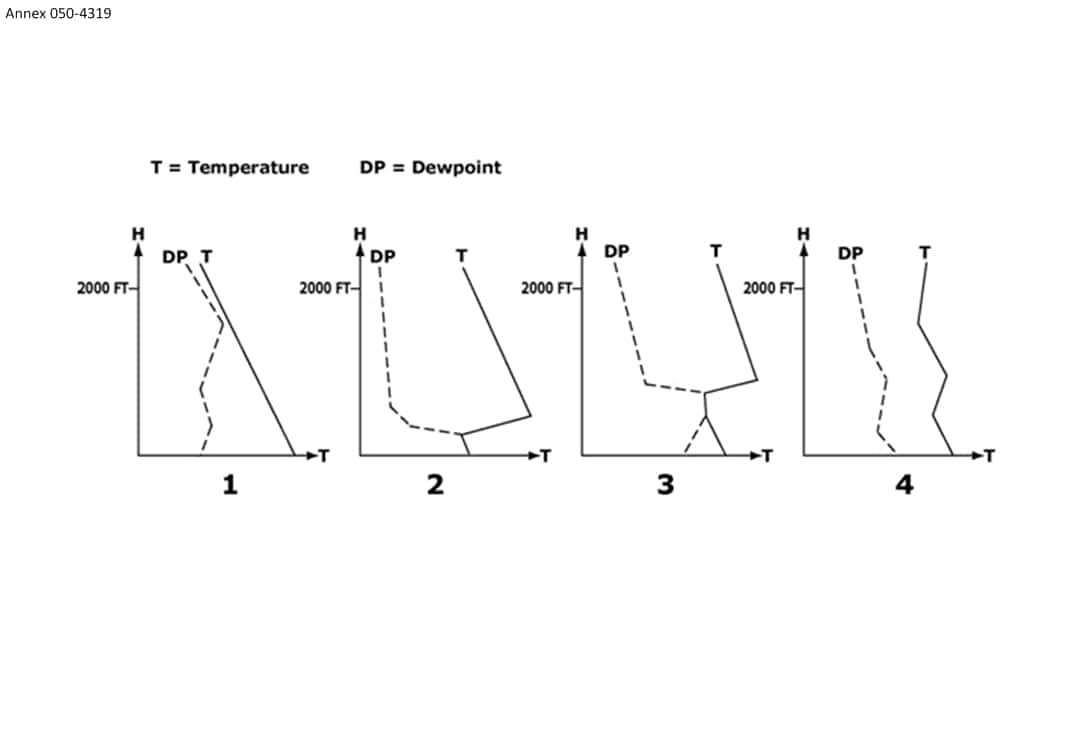 Annex 050-4319
T = Temperature DP = Dewpoint
H H H H
DP T DP T DP T DP T
2000 FT 2000 FT 2000 FT 2000 FT
T T T T
1 2 3 4